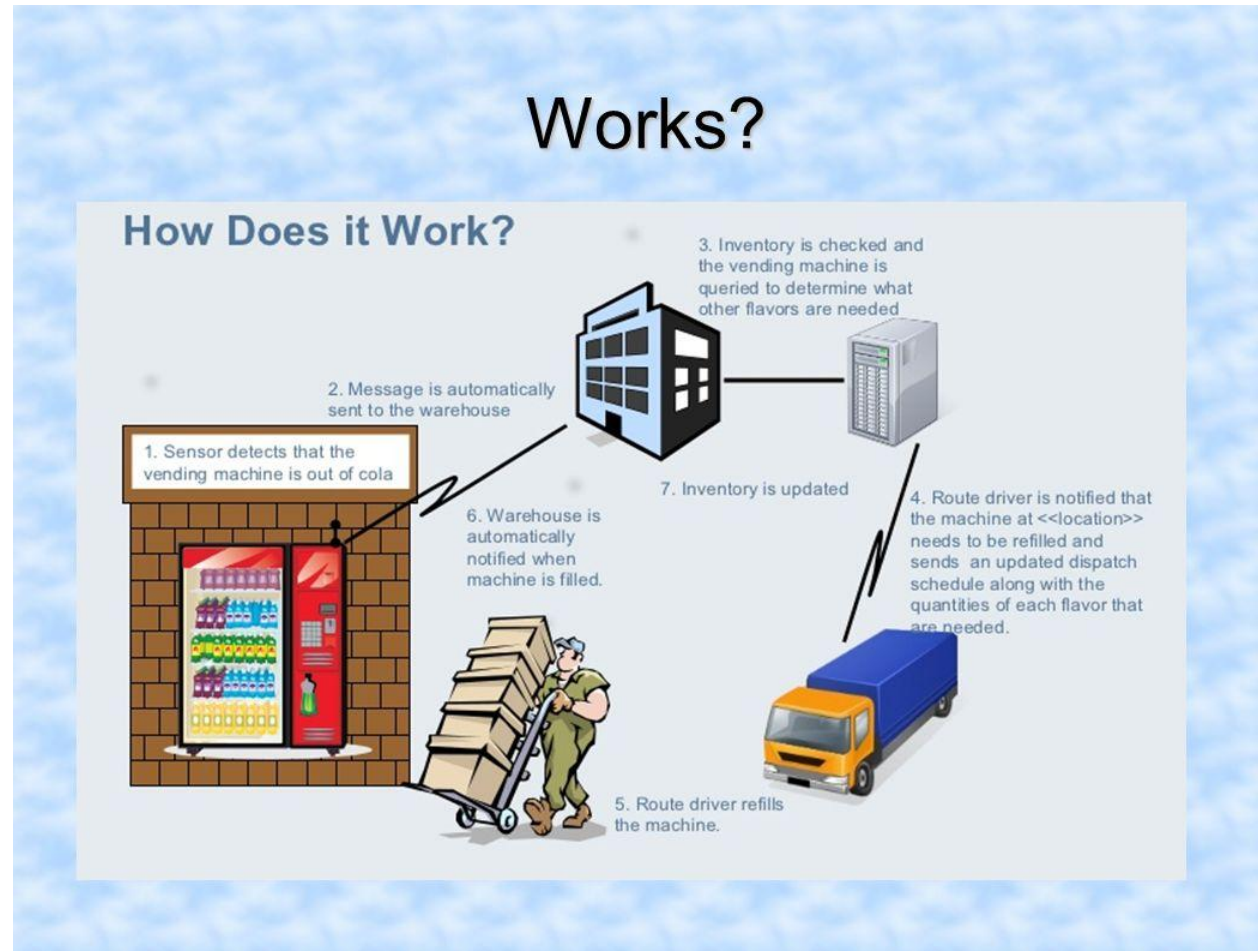 Works?
How Does it Work?
1. Sensor detects that the
vending machine is out of cola
2. Message is automatically
sent to the warehouse
3. Inventory is checked and
the vending machine is
queried to determine what
other flavors are needed
4. Route driver is notified that
the machine at <<location>>
needs to be refilled and
sends an updated dispatch
schedule along with the
quantities of each flavor that
are needed.
5. Route driver refills
the machine.
6. Warehouse is
automatically
notified when
machine is filled.
7. Inventory is updated